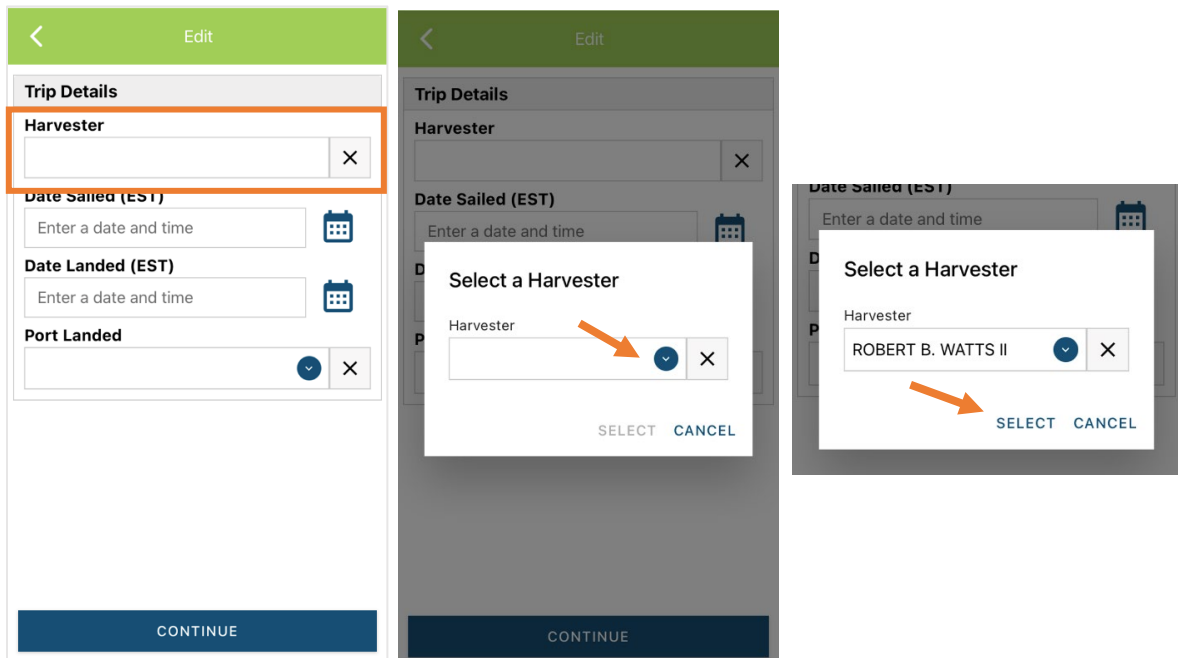 Edit
Trip Details
Harvester
Date Sailed (EST)
Enter a date and time
Date Landed (EST)
Enter a date and time
Port Landed
CONTINUE
Edit
Trip Details
Harvester
Date Sailed (EST)
Enter a date and time
D
Select a Harvester
Harvester
P
SELECT CANCEL
CONTINUE
Date Sailed (EST)
Enter a date and time
D
Select a Harvester
Harvester
P
ROBERT B. WATTS II
SELECT CANCEL